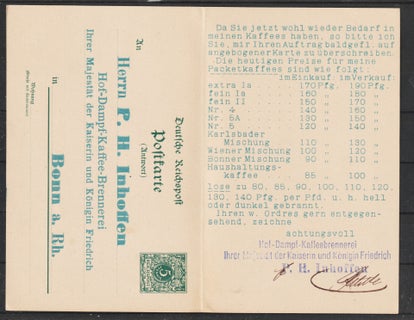 Deutsche Reichspost
Postkarte
(Antwort)
An
Herrn P. H. Inhoffen
Hof-Dampf-Kaffee-Brennerei
Ihrer Majestät der Kaiserin und Königin Friedrich
in
Bonn a. Rh.
Wohnung
5
Da Sie jetzt wohl wieder Bedarf in
meinen Kaffees haben, so bitte ich
Sie, mir Ihren Auftrag baldgefl. auf
angebogener Karte zu überschreiben.
Die heutigen Preise für meine
Packetkaffees sind wie folgt:
im Einkauf im Verkauf:
extra Ia 170 Pfg. 190 Pfg.
fein Ia 160 „ 180 „
fein II 150 „ 170 „
Nr. 4 140 „ 160 „
Nr. 5A 130 „ 150 „
Nr. 5 120 „ 140 „
Karlsbader
Mischung 110 „ 130 „
Wiener Mischung 100 „ 120 „
Bonner Mischung 90 „ 110 „
Haushaltungs-
kaffee 85 „ 100 „
lose zu 80, 85, 90, 100, 110, 120,
130, 140 Pfg. per Pfd. u. hell
oder dunkel gebrannt.
Ihren w. Ordres gern entgegen-
sehend, zeichne
achtungsvoll
Hof-Dampf-Kaffeebrennerei
Ihrer Majestät der Kaiserin und Königin Friedrich
P. H. Inhoffen